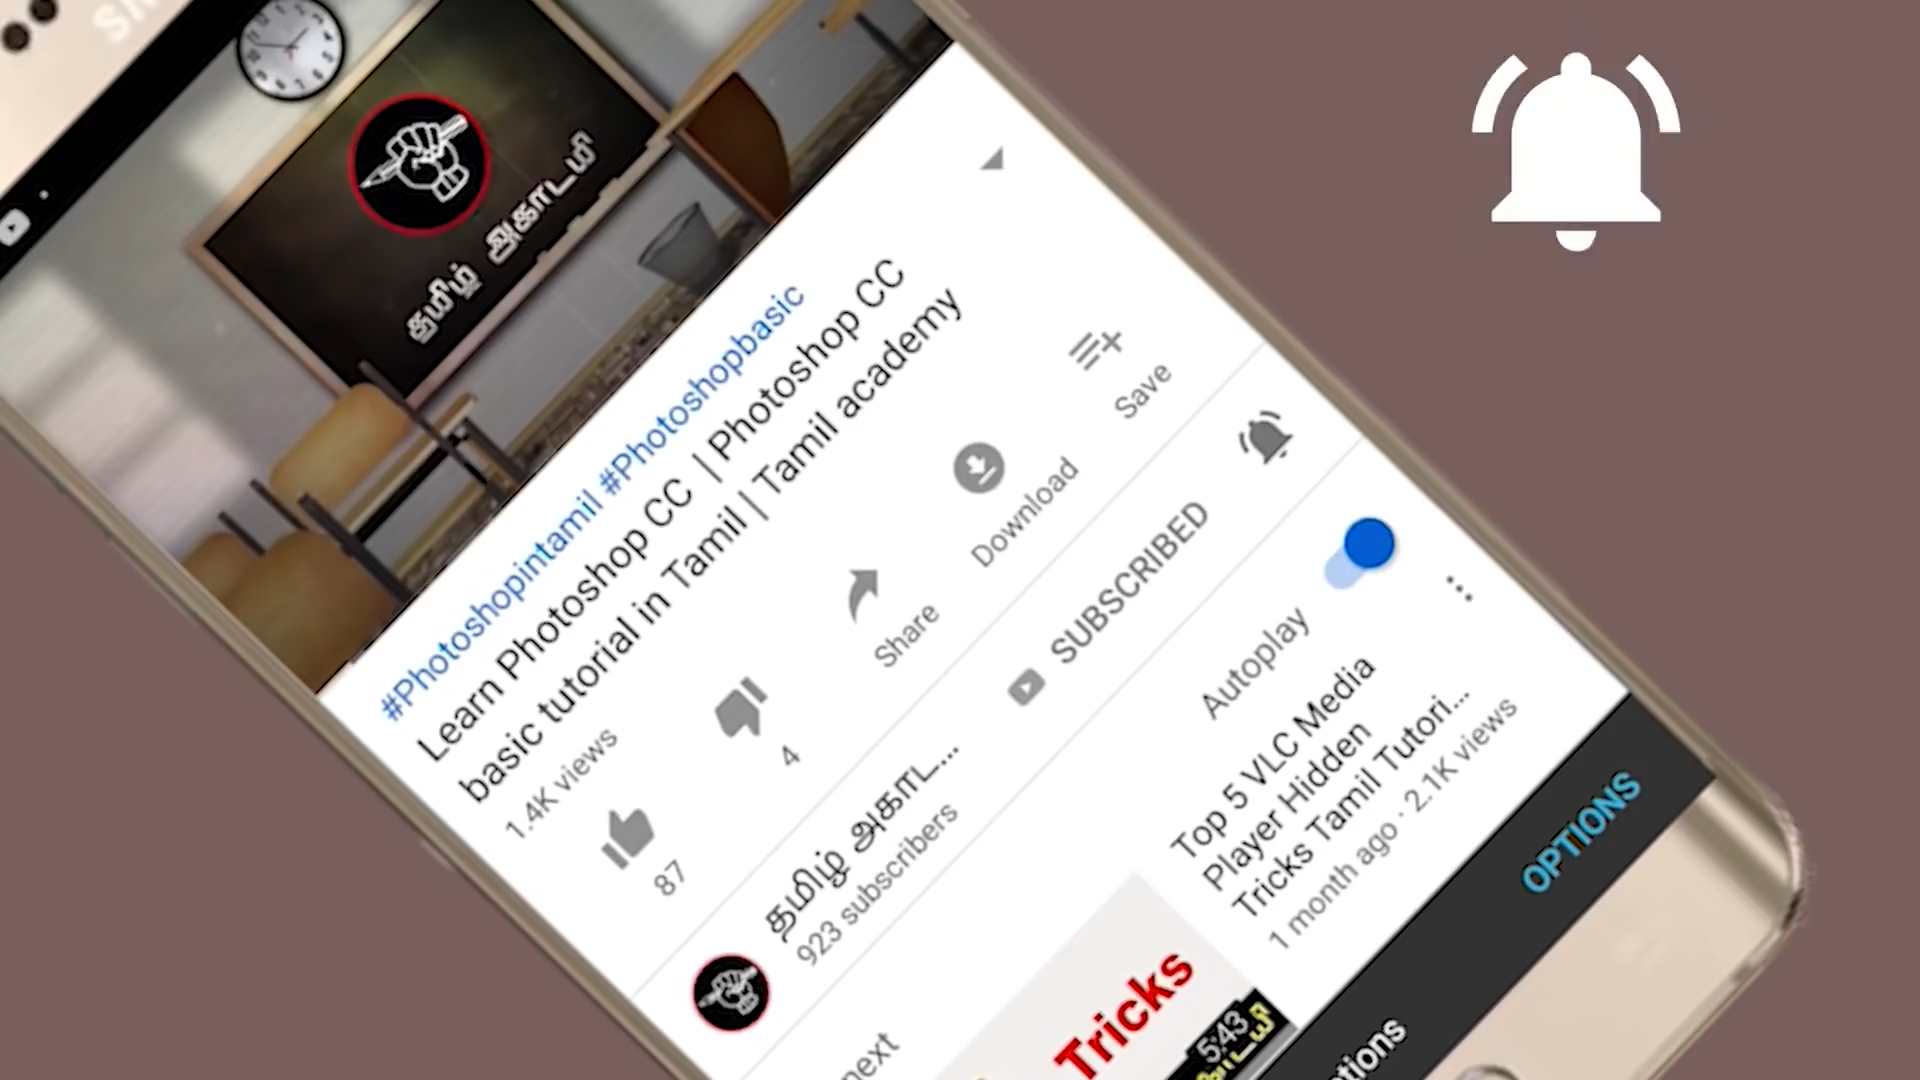 தமிழ் அகாடமி
#Photoshopintamil #Photoshopbasic
Learn Photoshop CC | Photoshop CC
basic tutorial in Tamil | Tamil academy
1.4K views
87
4
Share
Download
Save
தமிழ் அகாட...
923 subscribers
SUBSCRIBED
next
Autoplay
Top 5 VLC Media
Player Hidden
Tricks Tamil Tutori...
1 month ago · 2.1K views
Tricks
5:43
OPTIONS